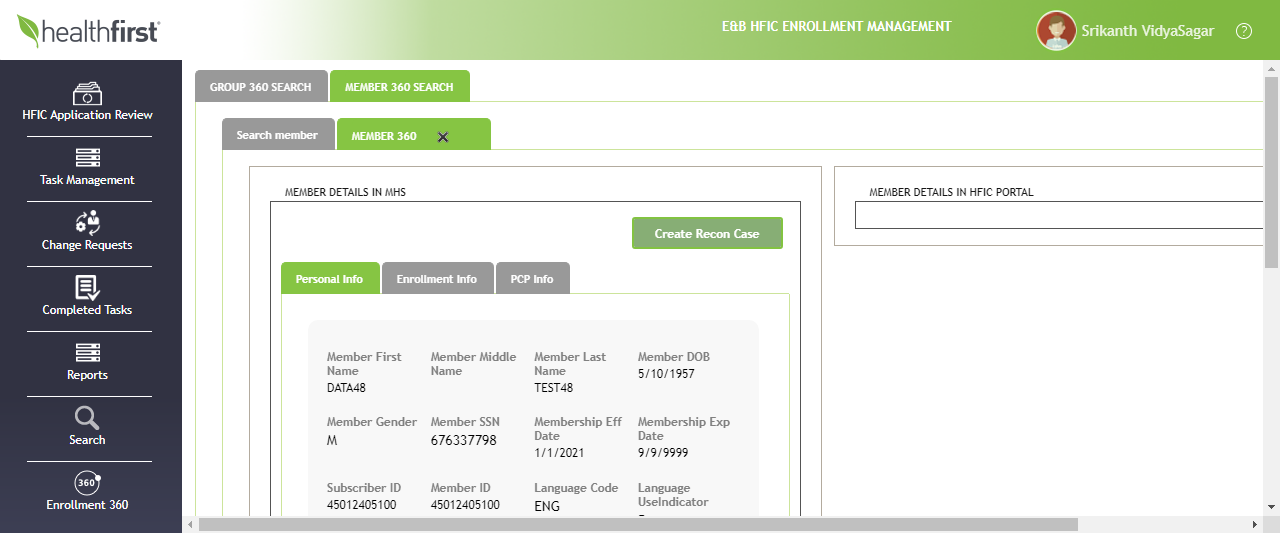 healthfirst
E&B HFIC ENROLLMENT MANAGEMENT
Srikanth VidyaSagar
?
HFIC Application Review
Task Management
Change Requests
Completed Tasks
Reports
Search
360°
Enrollment 360
GROUP 360 SEARCH
MEMBER 360 SEARCH
Search member
MEMBER 360
MEMBER DETAILS IN MHS
Create Recon Case
Personal Info
Enrollment Info
PCP Info
Member First
Name
DATA48
Member Middle
Name
Member Last
Name
TEST48
Member DOB
5/10/1957
Member Gender
M
Member SSN
676337798
Membership Eff
Date
1/1/2021
Membership Exp
Date
9/9/9999
Subscriber ID
45012405100
Member ID
45012405100
Language Code
ENG
Language
UseIndicator
MEMBER DETAILS IN HFIC PORTAL